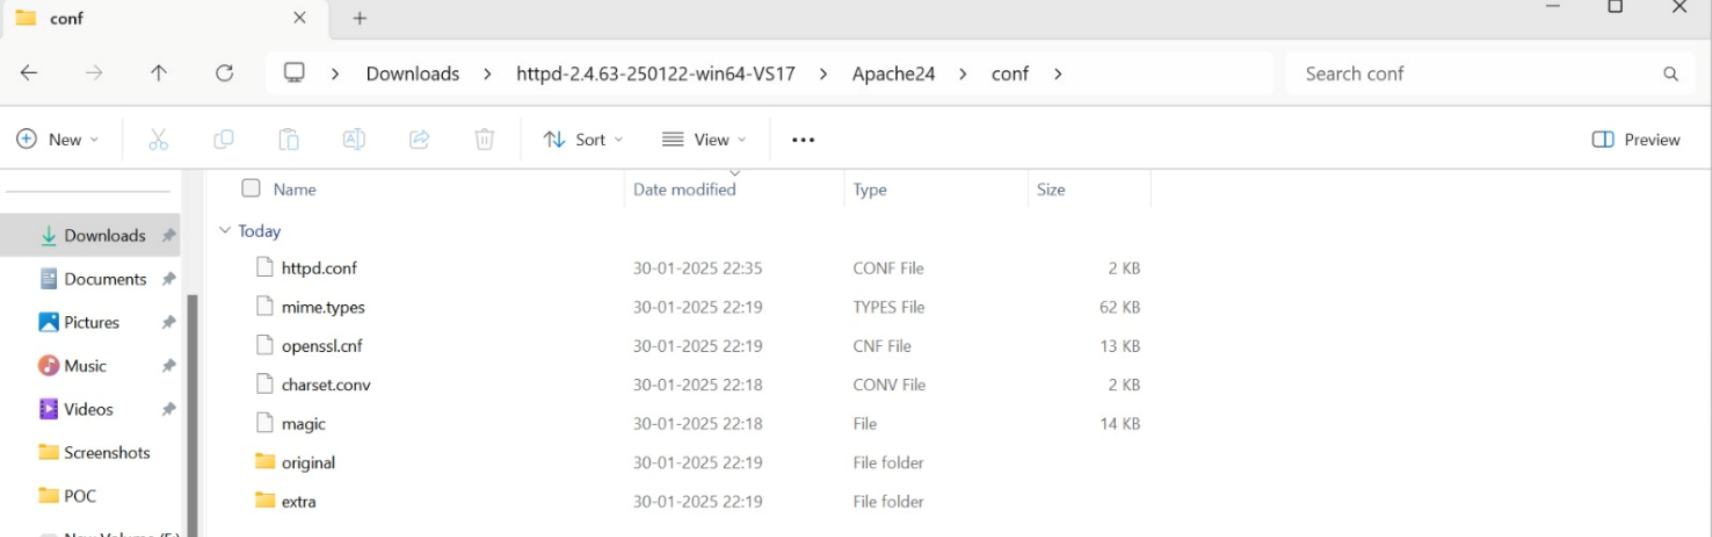 conf
Downloads > httpd-2.4.63-250122-win64-VS17 > Apache24 > conf >
Search conf
New
Sort
View
Preview
Name Date modified Type Size
Today
Downloads
Documents
Pictures
Music
Videos
Screenshots
POC
httpd.conf 30-01-2025 22:35 CONF File 2 KB
mime.types 30-01-2025 22:19 TYPES File 62 KB
openssl.cnf 30-01-2025 22:19 CNF File 13 KB
charset.conv 30-01-2025 22:18 CONV File 2 KB
magic 30-01-2025 22:18 File 14 KB
original 30-01-2025 22:19 File folder
extra 30-01-2025 22:19 File folder